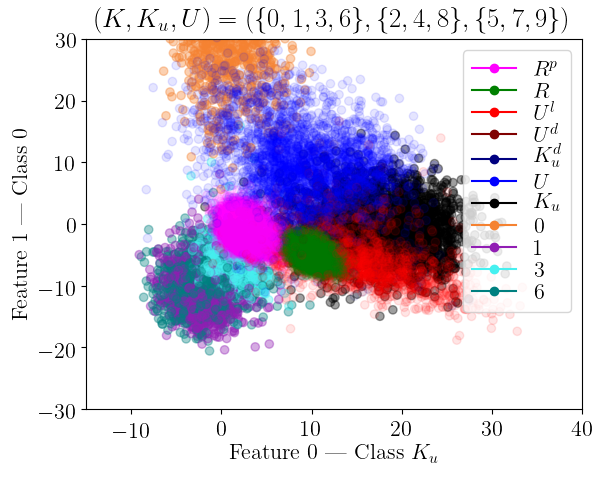 (K, K_u, U) = ({0, 1, 3, 6}, {2, 4, 8}, {5, 7, 9})
30
20
10
0
−10
−20
−30
Feature 1 — Class 0
−10
0
10
20
30
40
Feature 0 — Class K_u
R^p
R
U^l
U^d
K_u^d
U
K_u
0
1
3
6